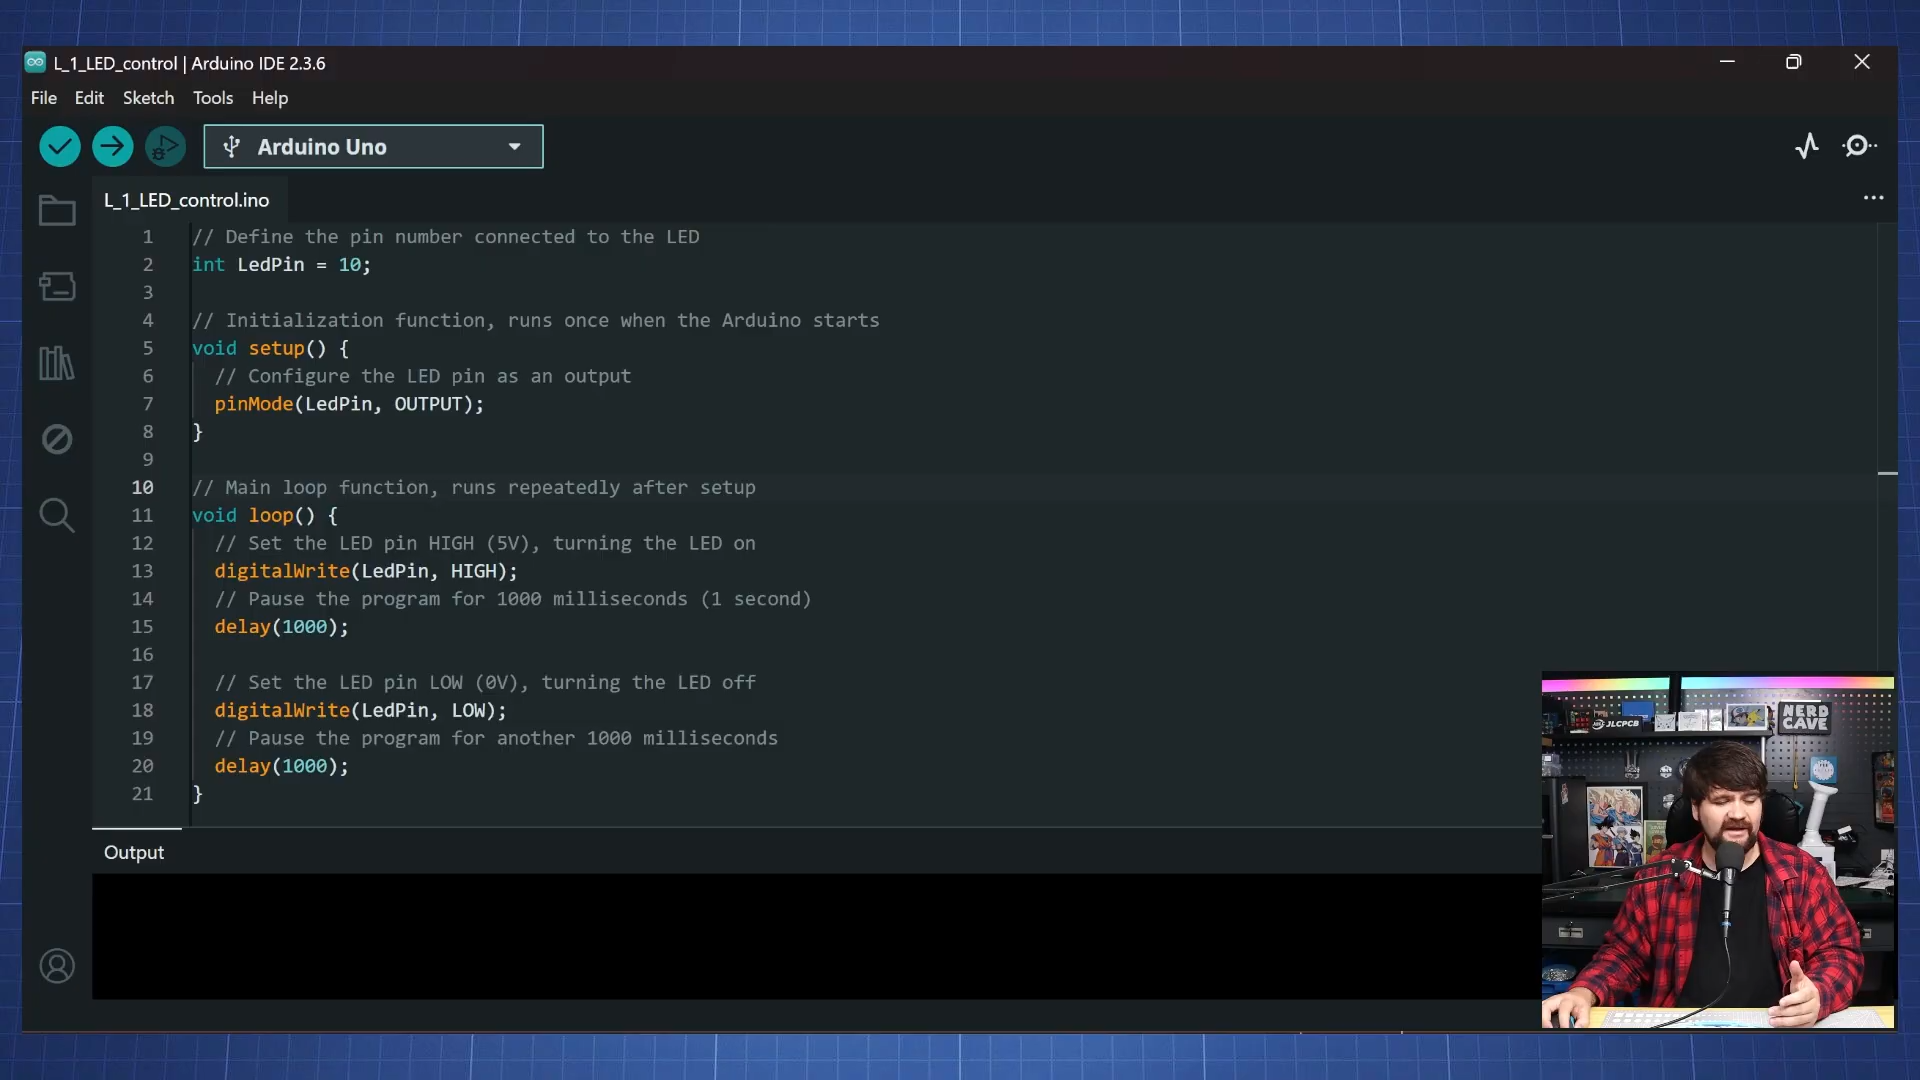 L_1_LED_control | Arduino IDE 2.3.6
File Edit Sketch Tools Help
Arduino Uno
L_1_LED_control.ino
1 // Define the pin number connected to the LED
2 int LedPin = 10;
3
4 // Initialization function, runs once when the Arduino starts
5 void setup() {
6 // Configure the LED pin as an output
7 pinMode(LedPin, OUTPUT);
8 }
9
10 // Main loop function, runs repeatedly after setup
11 void loop() {
12 // Set the LED pin HIGH (5V), turning the LED on
13 digitalWrite(LedPin, HIGH);
14 // Pause the program for 1000 milliseconds (1 second)
15 delay(1000);
16
17 // Set the LED pin LOW (0V), turning the LED off
18 digitalWrite(LedPin, LOW);
19 // Pause the program for another 1000 milliseconds
20 delay(1000);
21 }
Output
JLCPCB
NERD
CAVE